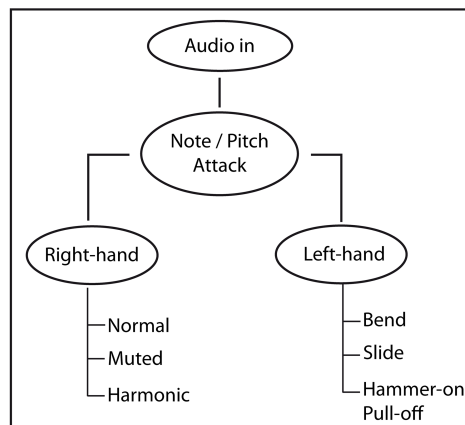 Audio in
Note / Pitch
Attack
Right-hand
Left-hand
Normal
Muted
Harmonic
Bend
Slide
Hammer-on
Pull-off